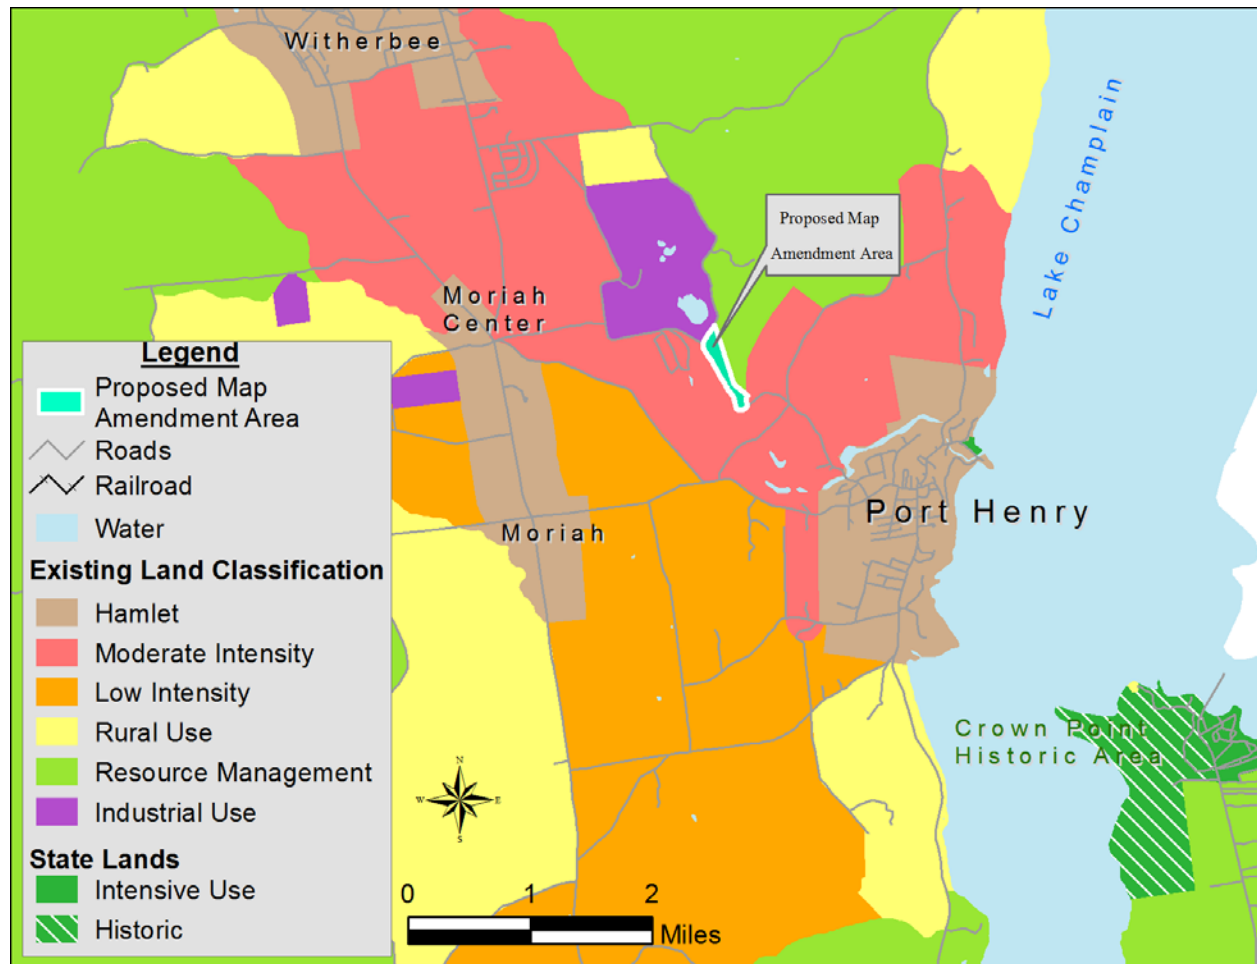 Witherbee
Lake Champlain
Proposed Map
Amendment Area
Moriah
Center
Legend
Proposed Map
Amendment Area
Roads
Railroad
Water
Existing Land Classification
Hamlet
Moderate Intensity
Low Intensity
Rural Use
Resource Management
Industrial Use
State Lands
Intensive Use
Historic
Port Henry
Moriah
Crown Point
Historic Area
N
W E
S
0 1 2
Miles